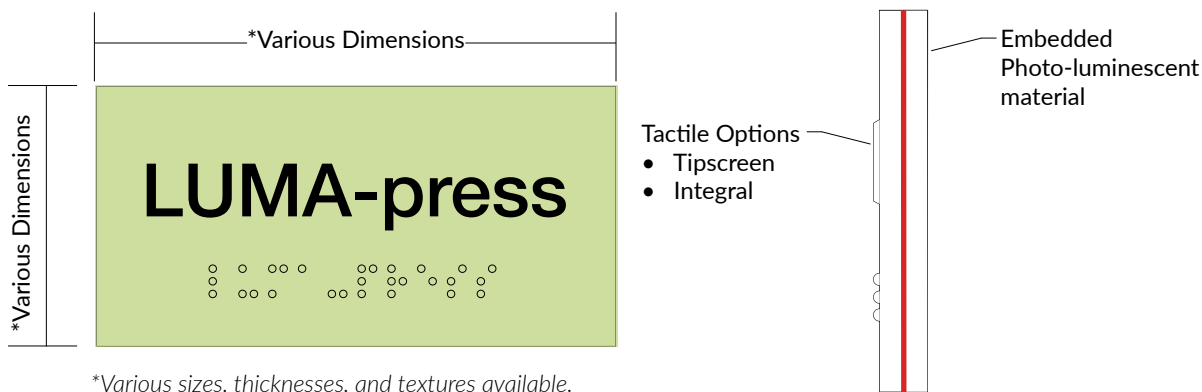 *Various Dimensions
*Various Dimensions
LUMA-press
⠇⠥⠍⠁⠤⠏⠗⠑⠎⠎
*Various sizes, thicknesses, and textures available.
Tactile Options
• Tipscreen
• Integral
Embedded
Photo-luminescent
material